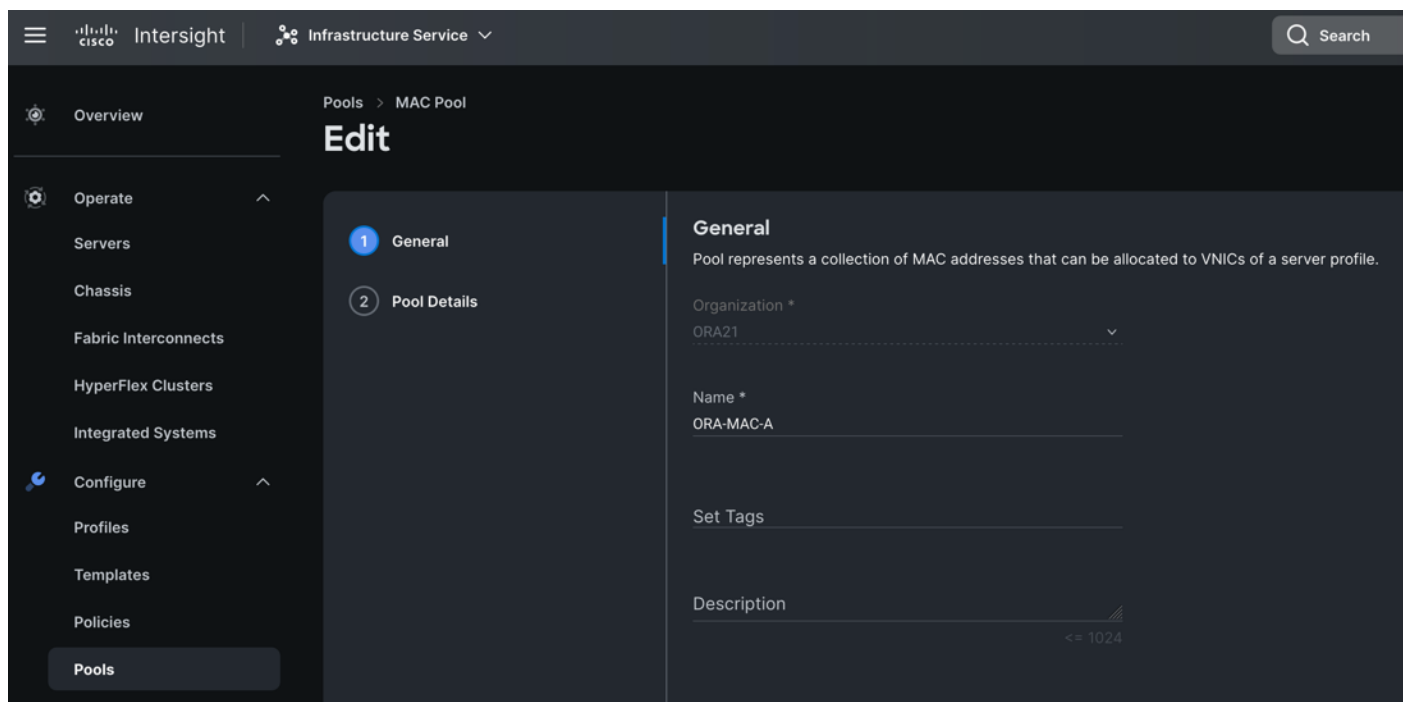 CISCO Intersight Infrastructure Service Search
Overview
Operate
Servers
Chassis
Fabric Interconnects
HyperFlex Clusters
Integrated Systems
Configure
Profiles
Templates
Policies
Pools
Pools > MAC Pool
Edit
1 General
2 Pool Details
General
Pool represents a collection of MAC addresses that can be allocated to VNICs of a server profile.
Organization *
ORA21
Name *
ORA-MAC-A
Set Tags
Description
<= 1024